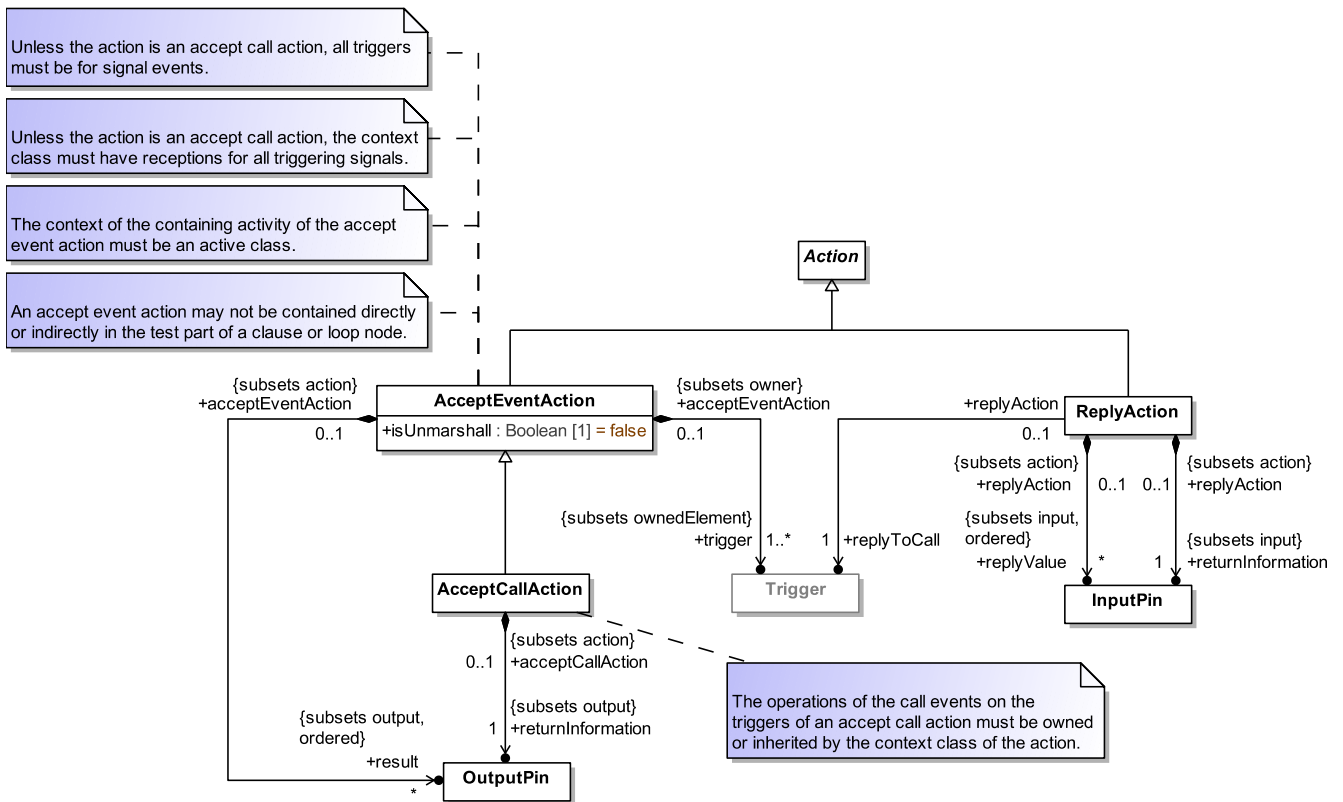 Unless the action is an accept call action, all triggers
must be for signal events.
Unless the action is an accept call action, the context
class must have receptions for all triggering signals.
The context of the containing activity of the accept
event action must be an active class.
An accept event action may not be contained directly
or indirectly in the test part of a clause or loop node.
Action
{subsets action}
+acceptEventAction
0..1
AcceptEventAction
+isUnmarshall : Boolean [1] = false
{subsets owner}
+acceptEventAction
0..1
+replyAction
0..1
ReplyAction
{subsets action}
+replyAction
0..1
0..1
{subsets action}
+replyAction
{subsets ownedElement}
+trigger
1..*
1
+replyToCall
{subsets input,
ordered}
+replyValue
*
1
{subsets input}
+returnInformation
AcceptCallAction
Trigger
InputPin
{subsets action}
0..1
+acceptCallAction
{subsets output}
1
+returnInformation
{subsets output,
ordered}
+result
*
OutputPin
The operations of the call events on the
triggers of an accept call action must be owned
or inherited by the context class of the action.